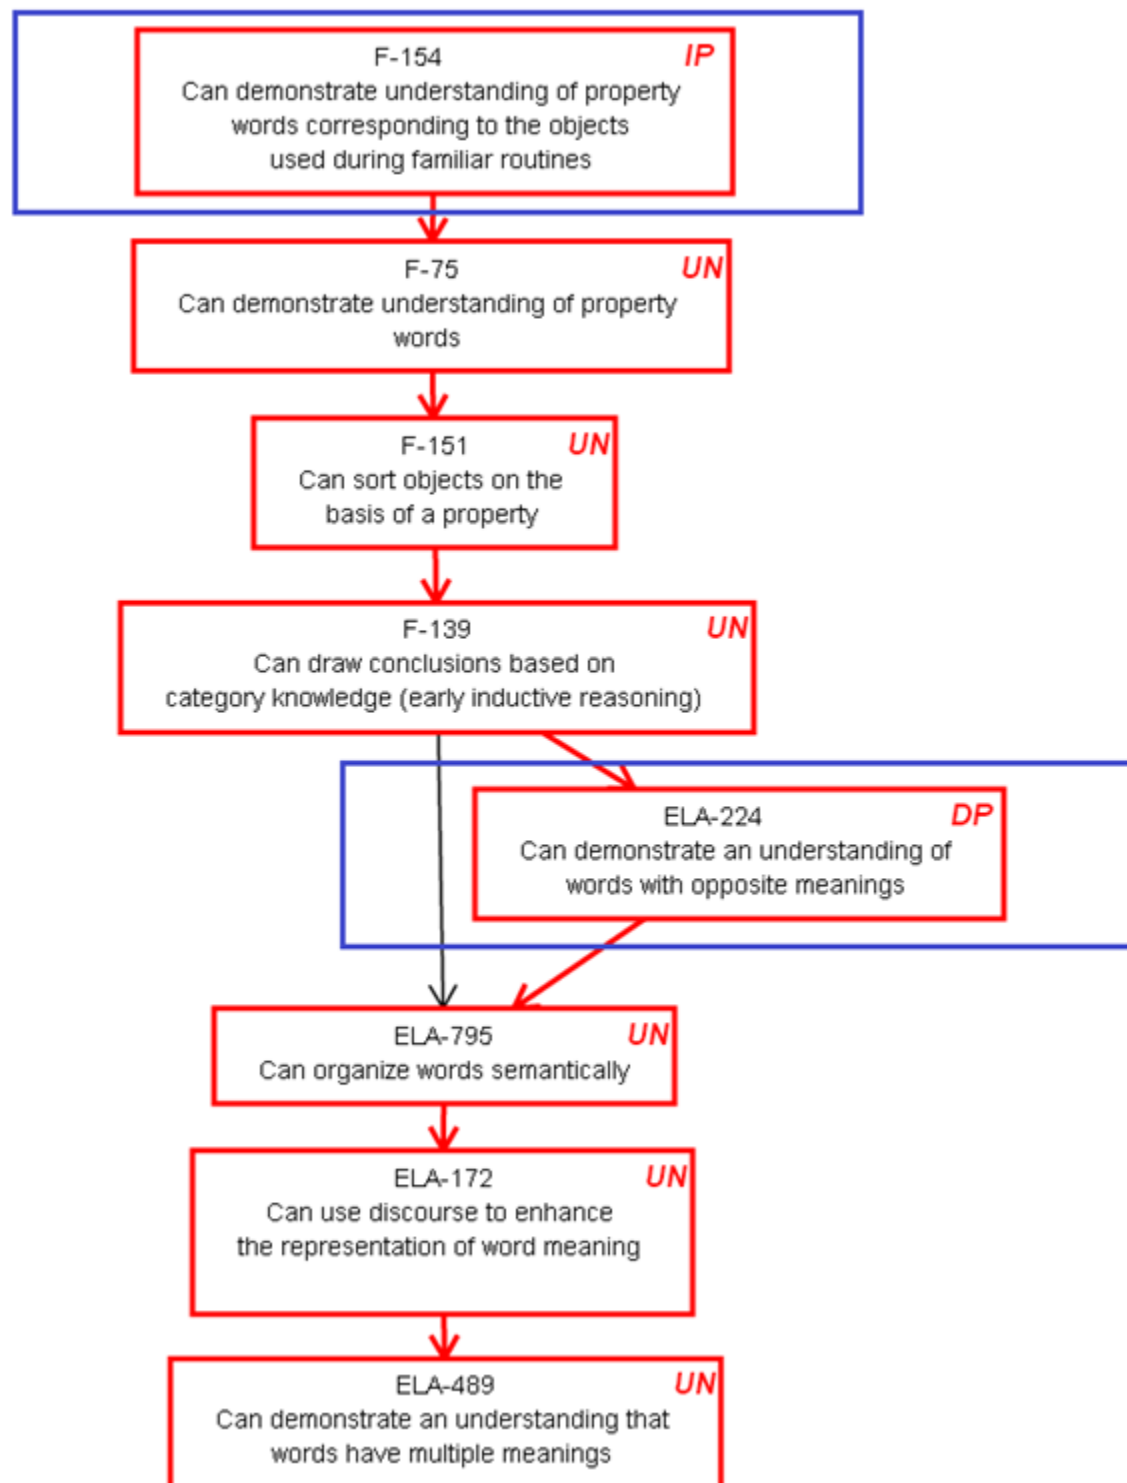 F-154 IP
Can demonstrate understanding of property
words corresponding to the objects
used during familiar routines
F-75 UN
Can demonstrate understanding of property
words
F-151 UN
Can sort objects on the
basis of a property
F-139 UN
Can draw conclusions based on
category knowledge (early inductive reasoning)
ELA-224 DP
Can demonstrate an understanding of
words with opposite meanings
ELA-795 UN
Can organize words semantically
ELA-172 UN
Can use discourse to enhance
the representation of word meaning
ELA-489 UN
Can demonstrate an understanding that
words have multiple meanings